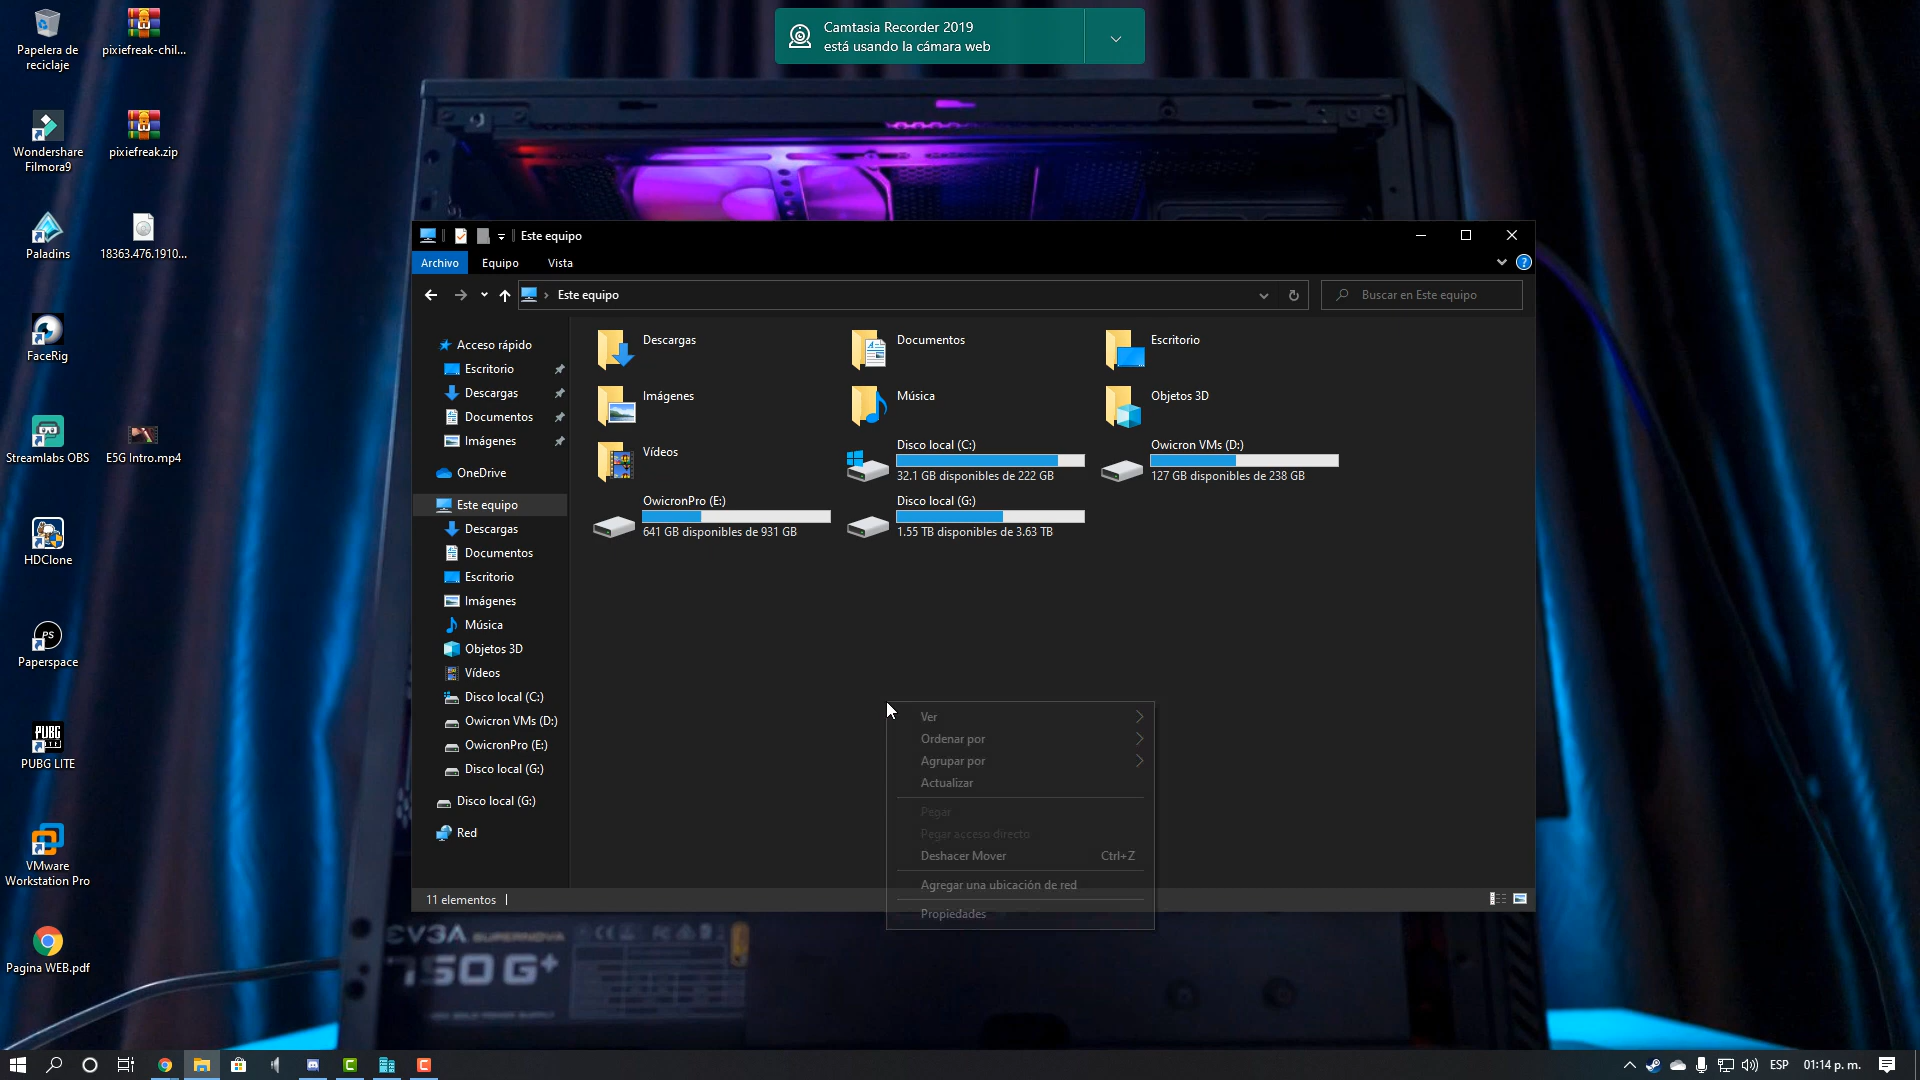 Camtasia Recorder 2019
está usando la cámara web
Papelera de
reciclaje
pixiefreak-chil...
Wondershare
Filmora9
pixiefreak.zip
Paladins
18363.476.1910...
FaceRig
Streamlabs OBS
E5G Intro.mp4
HDClone
PS
Paperspace
PUBG
LITE
PUBG LITE
VMware
Workstation Pro
Pagina WEB.pdf
Este equipo
Archivo
Equipo
Vista
Este equipo
Buscar en Este equipo
Acceso rápido
Escritorio
Descargas
Documentos
Imágenes
OneDrive
Este equipo
Descargas
Documentos
Escritorio
Imágenes
Música
Objetos 3D
Vídeos
Disco local (C:)
Owicron VMs (D:)
OwicronPro (E:)
Disco local (G:)
Disco local (G:)
Red
Descargas
Documentos
Escritorio
Imágenes
Música
Objetos 3D
Vídeos
Disco local (C:)
32.1 GB disponibles de 222 GB
Owicron VMs (D:)
127 GB disponibles de 238 GB
OwicronPro (E:)
641 GB disponibles de 931 GB
Disco local (G:)
1.55 TB disponibles de 3.63 TB
Ver
Ordenar por
Agrupar por
Actualizar
Pegar
Pegar acceso directo
Deshacer Mover Ctrl+Z
Agregar una ubicación de red
Propiedades
11 elementos
EVGA SUPERNOVA
750 G+
ESP
01:14 p. m.